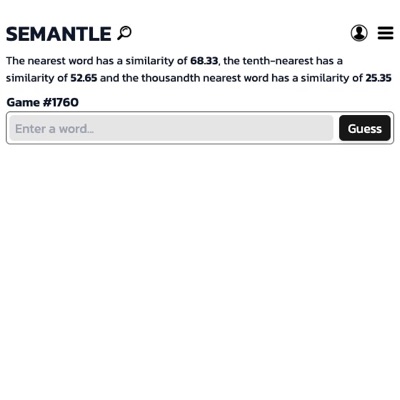 SEMANTLE
The nearest word has a similarity of 68.33, the tenth-nearest has a
similarity of 52.65 and the thousandth nearest word has a similarity of 25.35
Game #1760
Enter a word... Guess